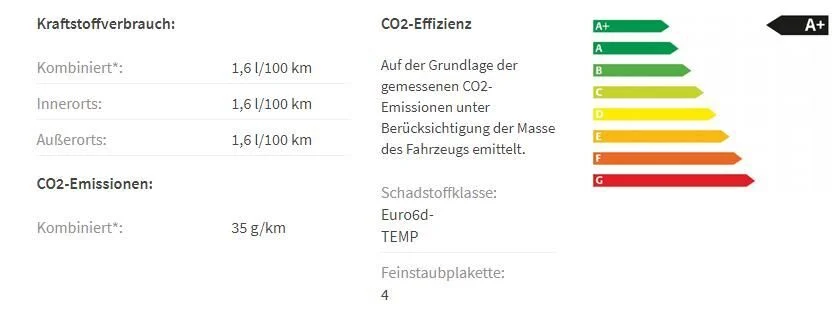 Kraftstoffverbrauch:
Kombiniert*: 1,6 l/100 km
Innerorts: 1,6 l/100 km
Außerorts: 1,6 l/100 km
CO2-Emissionen:
Kombiniert*: 35 g/km
CO2-Effizienz
Auf der Grundlage der
gemessenen CO2-
Emissionen unter
Berücksichtigung der Masse
des Fahrzeugs emittelt.
Schadstoffklasse:
Euro6d-
TEMP
Feinstaubplakette:
4
A+ A+
A
B
C
D
E
F
G